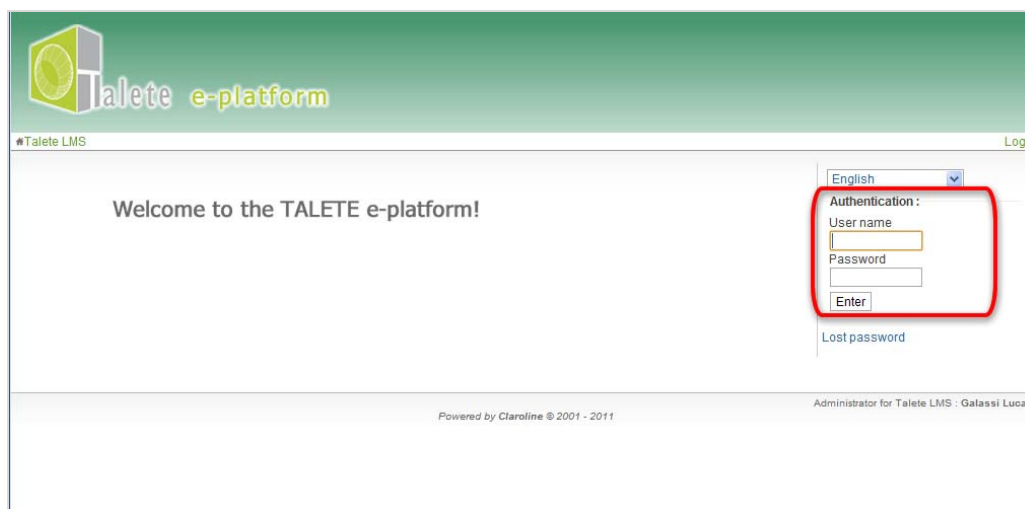 Talete e-platform
Talete LMS
Log
English
Welcome to the TALETE e-platform!
Authentication :
User name
Password
Enter
Lost password
Administrator for Talete LMS : Galassi Luca
Powered by Claroline © 2001 - 2011